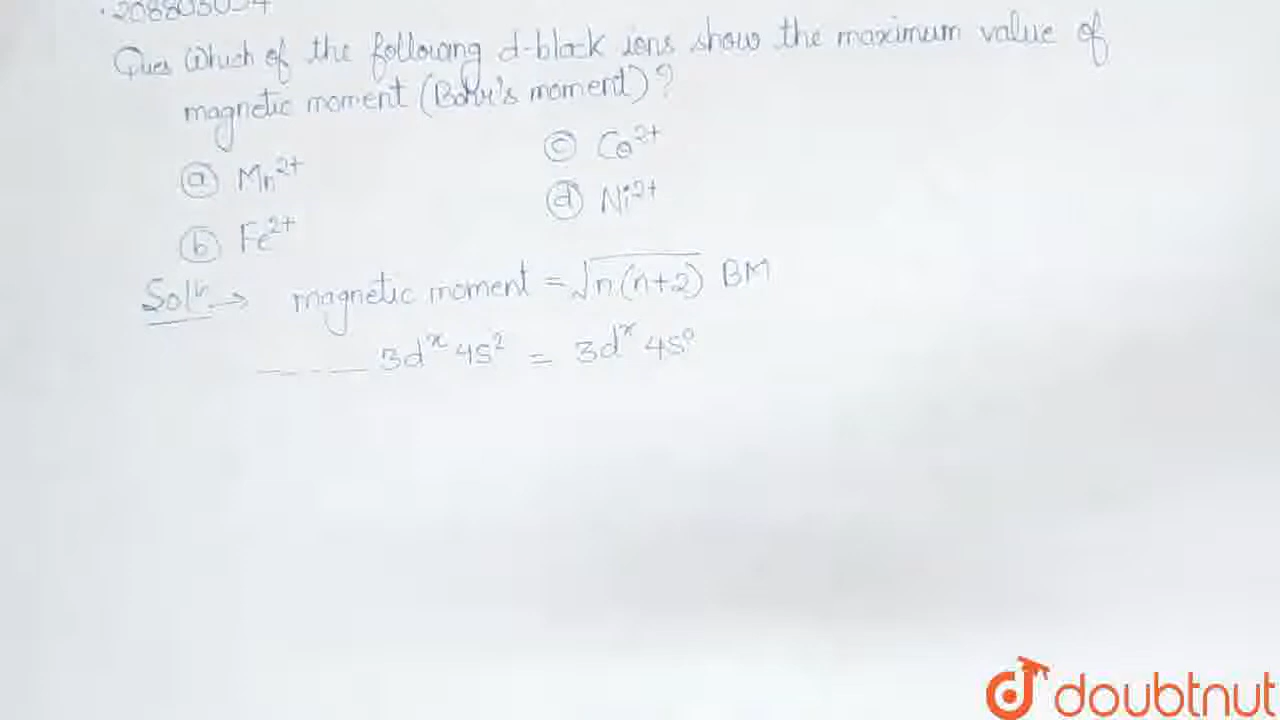 Ques Which of the following d-block ions show the maximum value of
magnetic moment (Bohr's moment)?
(a) Mn²⁺
(c) Co²⁺
(b) Fe²⁺
(d) Ni²⁺
Solⁿ → magnetic moment = √n(n+2) BM
------ 3dˣ 4s² = 3dˣ 4s⁰
doubtnut